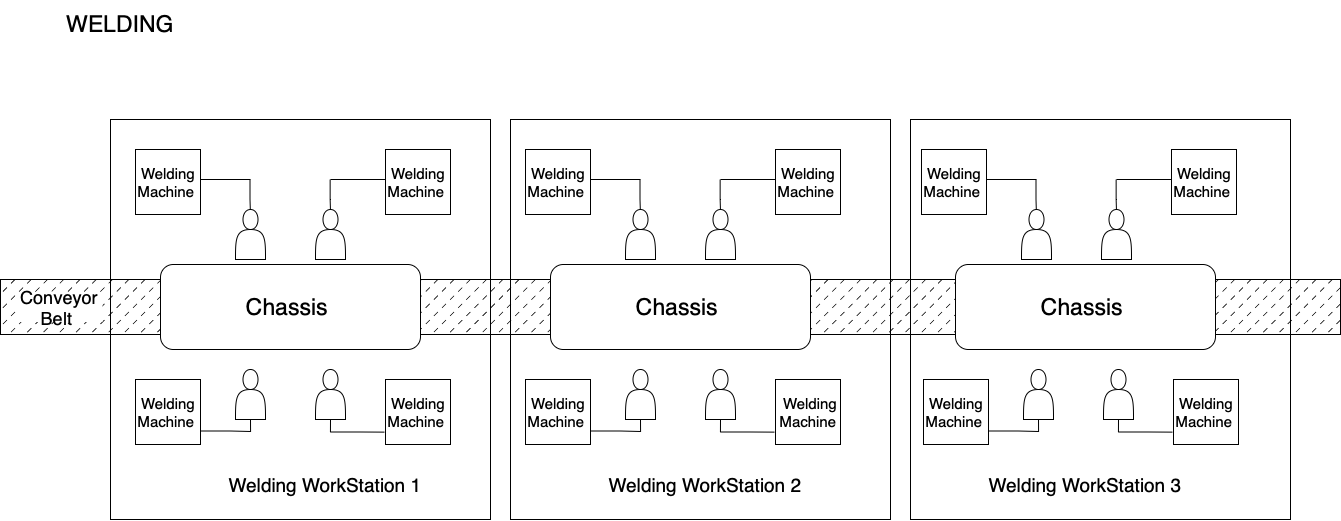 WELDING
Welding
Machine
Welding
Machine
Welding
Machine
Welding
Machine
Welding
Machine
Welding
Machine
Conveyor
Belt
Chassis
Chassis
Chassis
Welding
Machine
Welding
Machine
Welding
Machine
Welding
Machine
Welding
Machine
Welding
Machine
Welding WorkStation 1
Welding WorkStation 2
Welding WorkStation 3